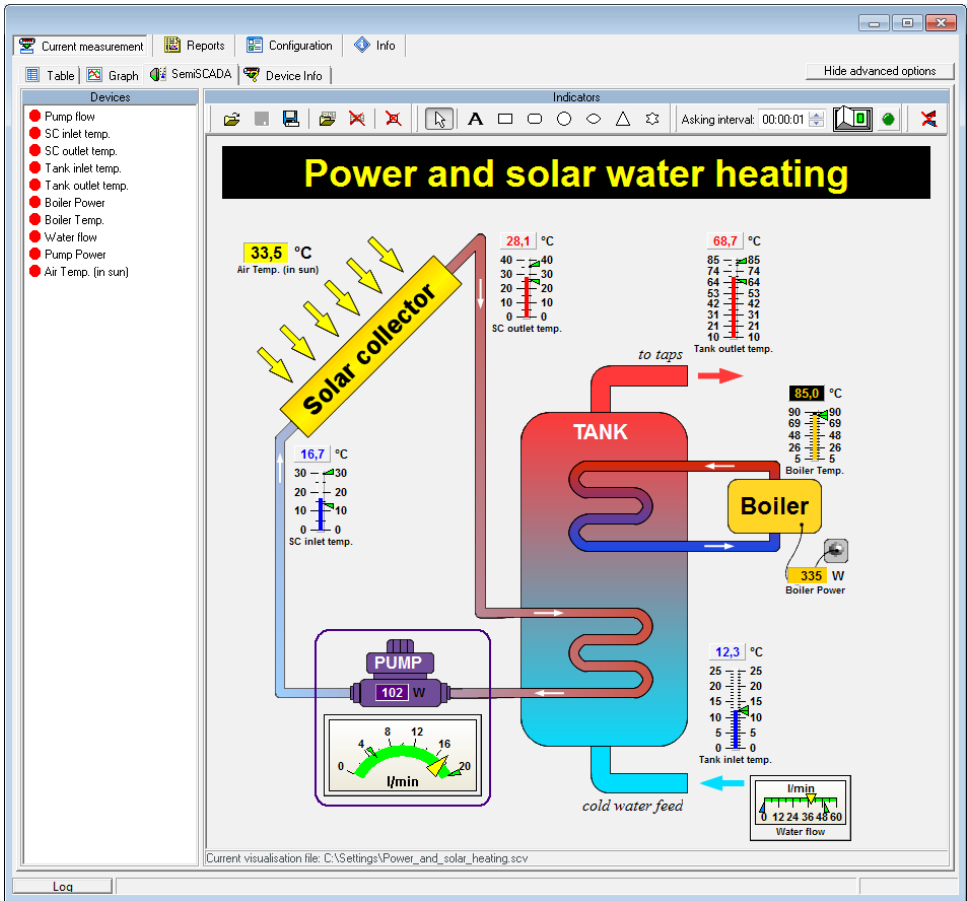 Current measurement Reports Configuration Info
Table Graph SemiSCADA Device Info Hide advanced options
Devices
Pump flow
SC inlet temp.
SC outlet temp.
Tank inlet temp.
Tank outlet temp.
Boiler Power
Boiler Temp.
Water flow
Pump Power
Air Temp. (in sun)
Indicators
A Asking interval: 00:00:01
Power and solar water heating
33,5 °C
Air Temp. (in sun)
Solar collector
28,1 °C
40 40
30 30
20 20
10 10
0 0
SC outlet temp.
68,7 °C
85 85
74 74
64 64
53 53
42 42
31 31
21 21
10 10
Tank outlet temp.
to taps
TANK
85,0 °C
90 90
69 69
48 48
26 26
5 5
Boiler Temp.
16,7 °C
30 30
20 20
10 10
0 0
SC inlet temp.
Boiler
335 W
Boiler Power
PUMP
102 W
0 4 8 12 16 20
l/min
12,3 °C
25 25
20 20
15 15
10 10
5 5
0 0
Tank inlet temp.
cold water feed
l/min
0 12 24 36 48 60
Water flow
Current visualisation file: C:\Settings\Power_and_solar_heating.scv
Log